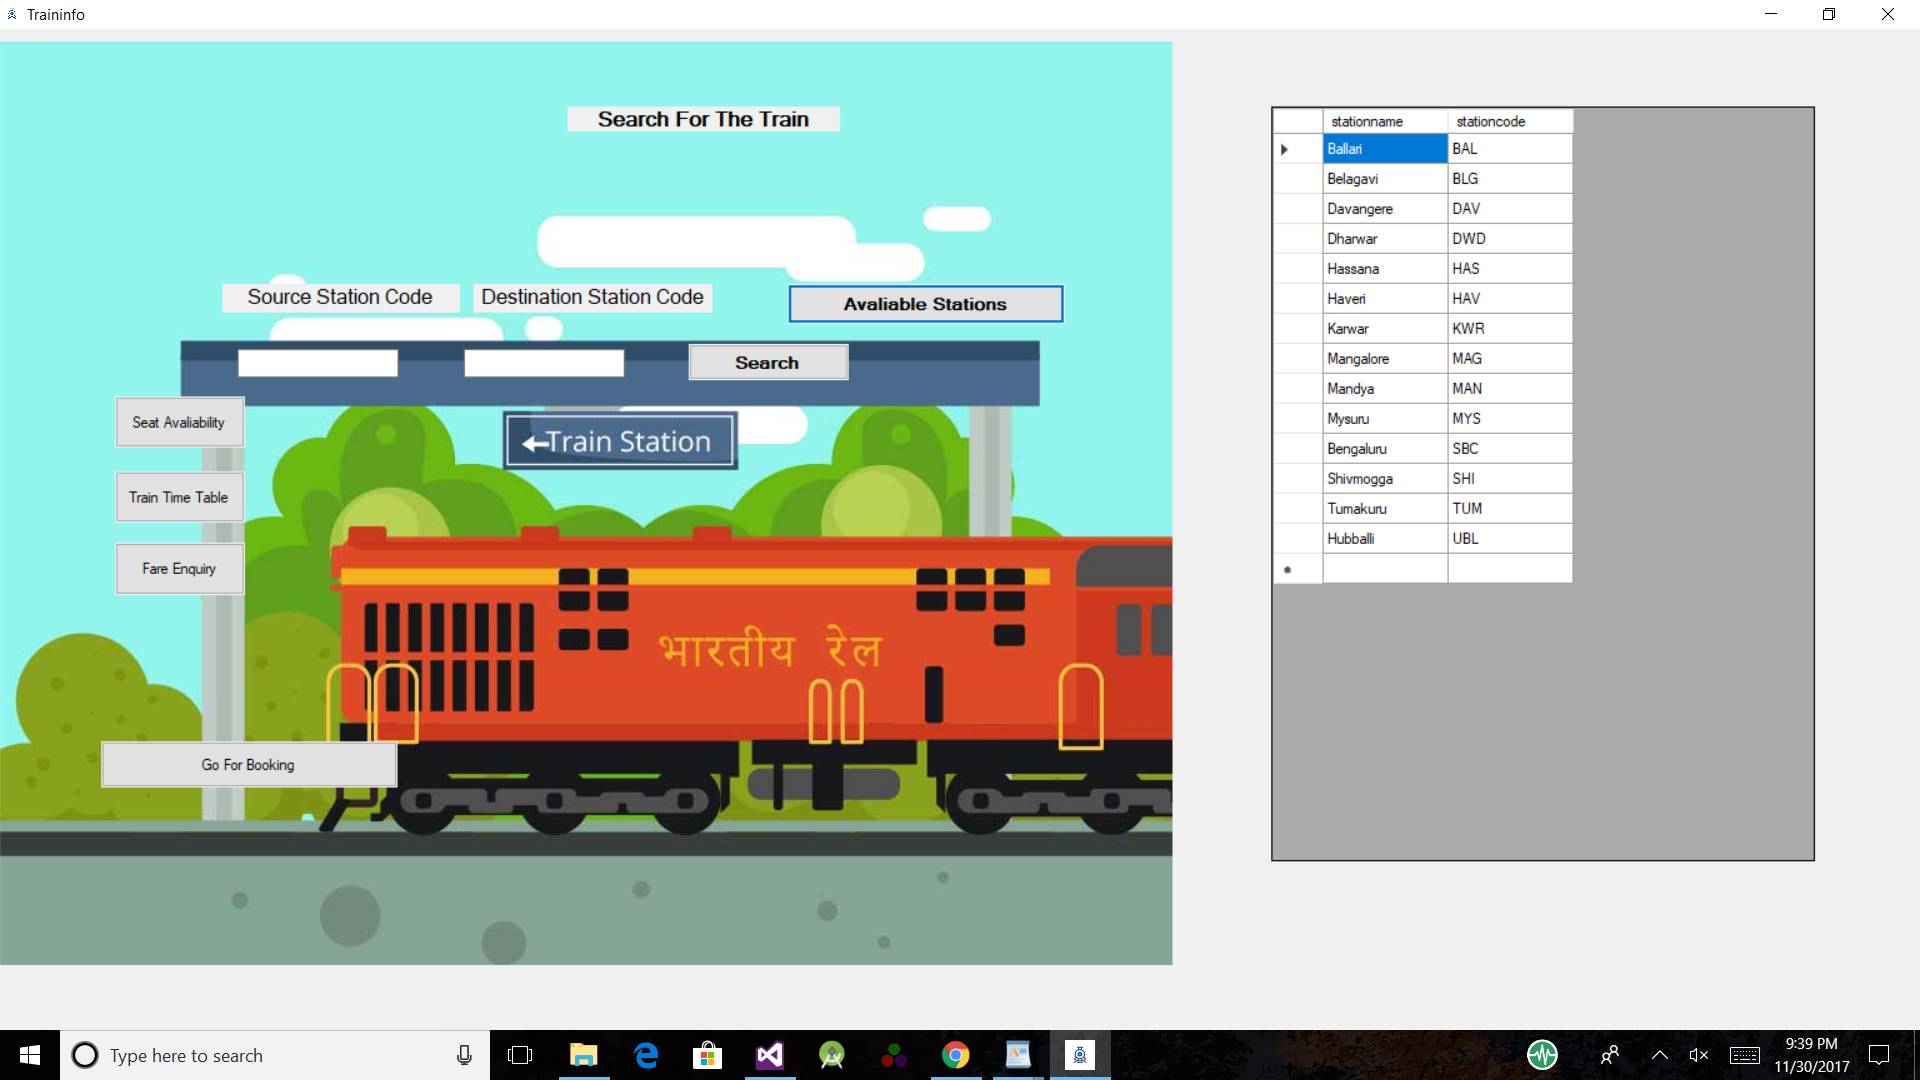 Traininfo
Search For The Train
Source Station Code
Destination Station Code
Avaliable Stations
Search
Seat Avaliability
Train Station
Train Time Table
Fare Enquiry
भारतीय रेल
Go For Booking
stationname stationcode
Ballari BAL
Belagavi BLG
Davangere DAV
Dharwar DWD
Hassana HAS
Haveri HAV
Karwar KWR
Mangalore MAG
Mandya MAN
Mysuru MYS
Bengaluru SBC
Shivmogga SHI
Tumakuru TUM
Hubballi UBL
Type here to search
9:39 PM
11/30/2017